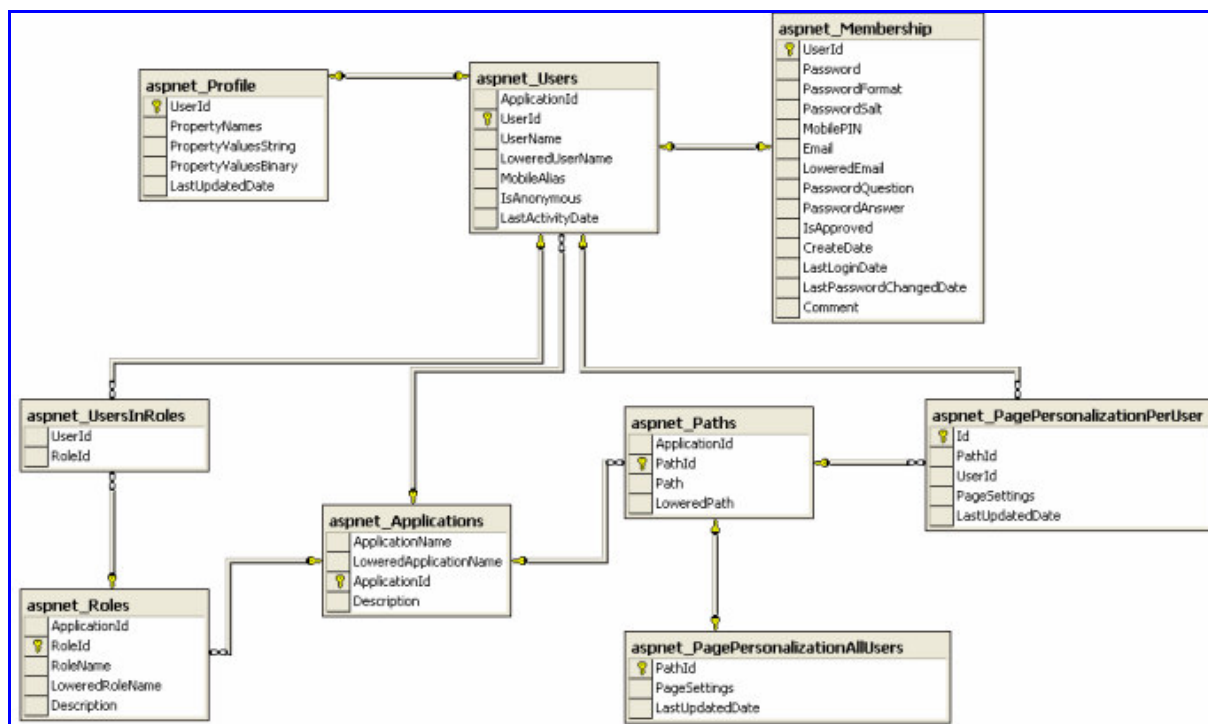 aspnet_Membership
UserId
Password
PasswordFormat
PasswordSalt
MobilePIN
Email
LoweredEmail
PasswordQuestion
PasswordAnswer
IsApproved
CreateDate
LastLoginDate
LastPasswordChangedDate
Comment
aspnet_Profile
UserId
PropertyNames
PropertyValuesString
PropertyValuesBinary
LastUpdatedDate
aspnet_Users
ApplicationId
UserId
UserName
LoweredUserName
MobileAlias
IsAnonymous
LastActivityDate
aspnet_UsersInRoles
UserId
RoleId
aspnet_Paths
ApplicationId
PathId
Path
LoweredPath
aspnet_PagePersonalizationPerUser
Id
PathId
UserId
PageSettings
LastUpdatedDate
aspnet_Applications
ApplicationName
LoweredApplicationName
ApplicationId
Description
aspnet_Roles
ApplicationId
RoleId
RoleName
LoweredRoleName
Description
aspnet_PagePersonalizationAllUsers
PathId
PageSettings
LastUpdatedDate